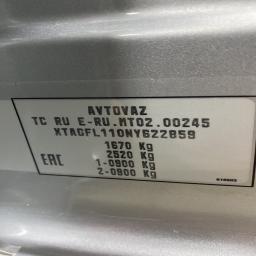 AVTOVAZ
TC RU E-RU.MT02.00245
XTAGFL110NY622859
1670 Kg
2520 Kg
1-0900 Kg
2-0900 Kg
EAC